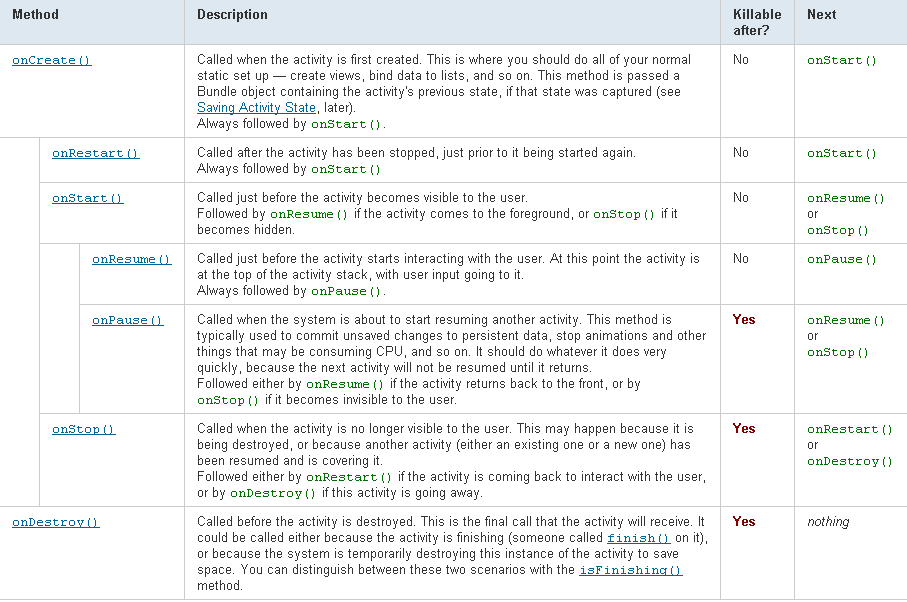 Method Description Killable after? Next
onCreate() Called when the activity is first created. This is where you should do all of your normal No onStart()
static set up — create views, bind data to lists, and so on. This method is passed a
Bundle object containing the activity's previous state, if that state was captured (see
Saving Activity State, later).
Always followed by onStart().
onRestart() Called after the activity has been stopped, just prior to it being started again. No onStart()
Always followed by onStart()
onStart() Called just before the activity becomes visible to the user. No onResume()
Followed by onResume() if the activity comes to the foreground, or onStop() if it or
becomes hidden. onStop()
onResume() Called just before the activity starts interacting with the user. At this point the activity is No onPause()
at the top of the activity stack, with user input going to it.
Always followed by onPause().
onPause() Called when the system is about to start resuming another activity. This method is Yes onResume()
typically used to commit unsaved changes to persistent data, stop animations and other or
things that may be consuming CPU, and so on. It should do whatever it does very onStop()
quickly, because the next activity will not be resumed until it returns.
Followed either by onResume() if the activity returns back to the front, or by
onStop() if it becomes invisible to the user.
onStop() Called when the activity is no longer visible to the user. This may happen because it is Yes onRestart()
being destroyed, or because another activity (either an existing one or a new one) has or
been resumed and is covering it. onDestroy()
Followed either by onRestart() if the activity is coming back to interact with the user,
or by onDestroy() if this activity is going away.
onDestroy() Called before the activity is destroyed. This is the final call that the activity will receive. It Yes nothing
could be called either because the activity is finishing (someone called finish() on it),
or because the system is temporarily destroying this instance of the activity to save
space. You can distinguish between these two scenarios with the isFinishing()
method.